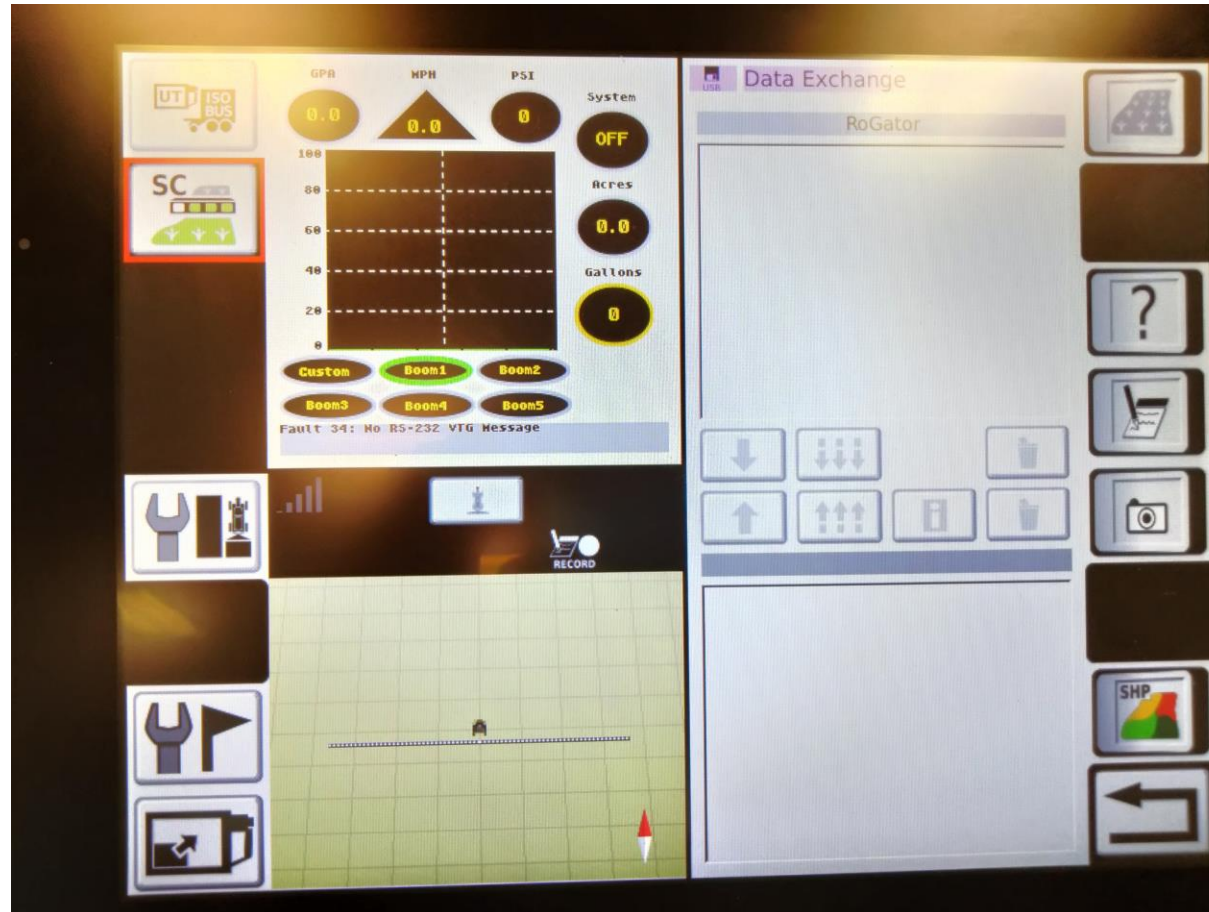 UT ISO BUS
SC
GPA MPH PSI
0.0 0.0 0
System
OFF
Acres
0.0
Gallons
0
100
80
60
40
20
0
Custom Boom1 Boom2
Boom3 Boom4 Boom5
Fault 34: No RS-232 VTG Message
RECORD
USB Data Exchange
RoGator
?
SHP